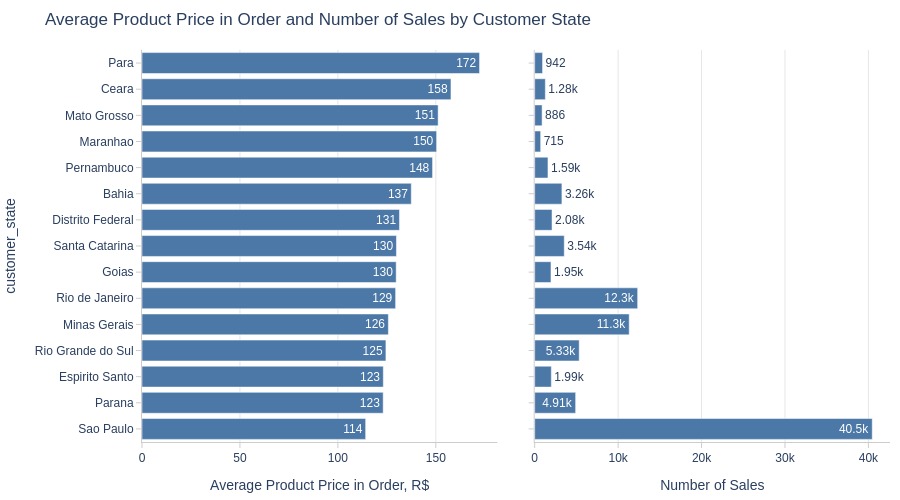 Average Product Price in Order and Number of Sales by Customer State
customer_state
Para 172 942
Ceara 158 1.28k
Mato Grosso 151 886
Maranhao 150 715
Pernambuco 148 1.59k
Bahia 137 3.26k
Distrito Federal 131 2.08k
Santa Catarina 130 3.54k
Goias 130 1.95k
Rio de Janeiro 129 12.3k
Minas Gerais 126 11.3k
Rio Grande do Sul 125 5.33k
Espirito Santo 123 1.99k
Parana 123 4.91k
Sao Paulo 114 40.5k
0 50 100 150 0 10k 20k 30k 40k
Average Product Price in Order, R$ Number of Sales